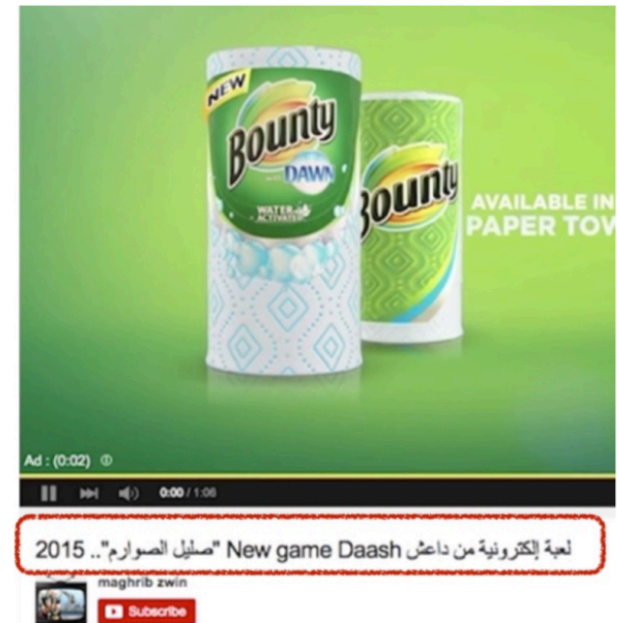 NEW
Bounty
WITH DAWN
WATER
ACTIVATED
Bounty
AVAILABLE IN
PAPER TOW
Ad : (0:02)
0:00 / 1:06
لعبة إلكترونية من داعش New game Daash "صليل الصوارم".. 2015
maghrib zwin
Subscribe